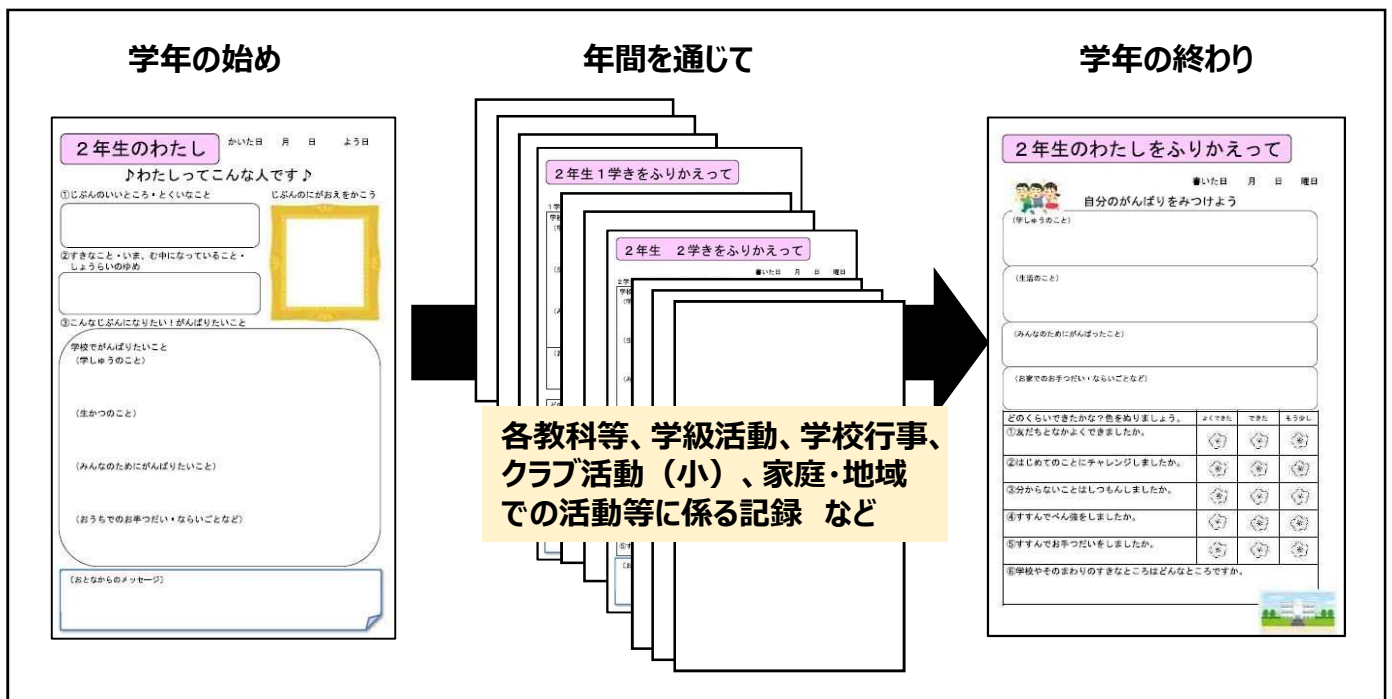 学年の始め
年間を通じて
学年の終わり
2年生のわたし
かいた日 月 日 よう日
♪わたしってこんな人です♪
①じぶんのいいところ・とくいなこと
じぶんのにがおえをかこう
②すきなこと・いま、む中になっていること・
しょうらいのゆめ
③こんなじぶんになりたい!がんばりたいこと
学校でがんばりたいこと
(学しゅうのこと)
(生かつのこと)
(みんなのためにがんばりたいこと)
(おうちでのお手つだい・ならいごとなど)
(おとなからのメッセージ)
2年生1学きをふりかえって
2年生 2学きをふりかえって
書いた日 月 日 曜日
各教科等、学級活動、学校行事、
クラブ活動(小)、家庭・地域
での活動等に係る記録 など
2年生のわたしをふりかえって
書いた日 月 日 曜日
自分のがんばりをみつけよう
(学しゅうのこと)
(生活のこと)
(みんなのためにがんばったこと)
(お家でのお手つだい・ならいごとなど)
どのくらいできたかな?色をぬりましょう。 よくできた できた もう少し
①友だちとなかよくできましたか。
②はじめてのことにチャレンジしましたか。
③分からないことはしつもんしましたか。
④すすんでべん強をしましたか。
⑤すすんでお手つだいをしましたか。
⑥学校やそのまわりのすきなところはどんなところですか。